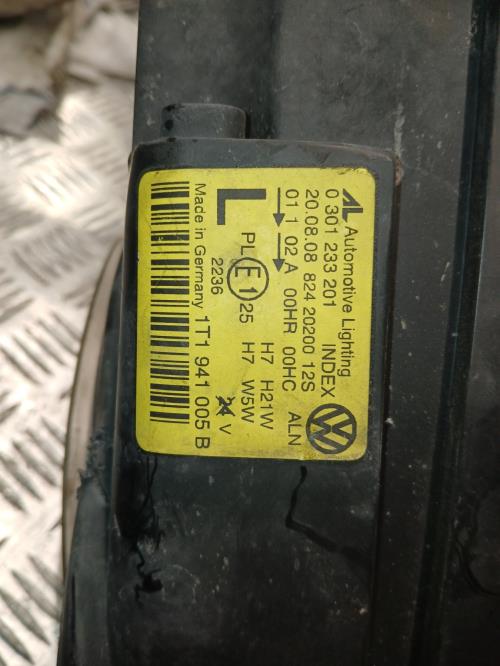 AL Automotive Lighting
0 301 233 201 INDEX
20.08.08 824 20200 12S
01 1 02 A 00HR 00HC ALN
L
PL E1 25 H7 H21W
2236 H7 W5W
V
Made in Germany 1T1 941 005 B